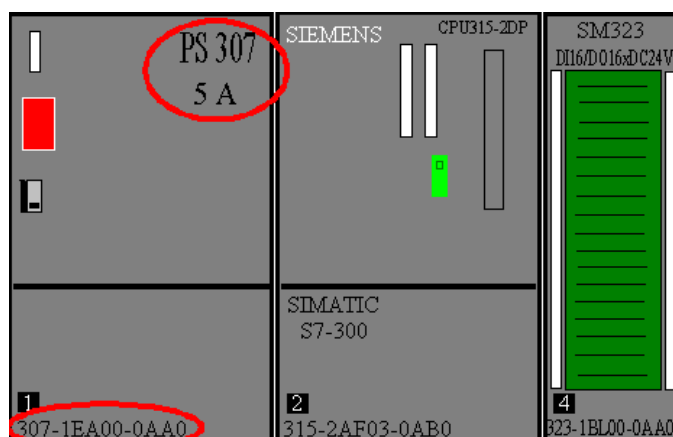 PS 307
5 A
1
307-1EA00-0AA0
SIEMENS
CPU315-2DP
SIMATIC
S7-300
2
315-2AF03-0AB0
SM323
DI16/DO16xDC24V
4
323-1BL00-0AA0